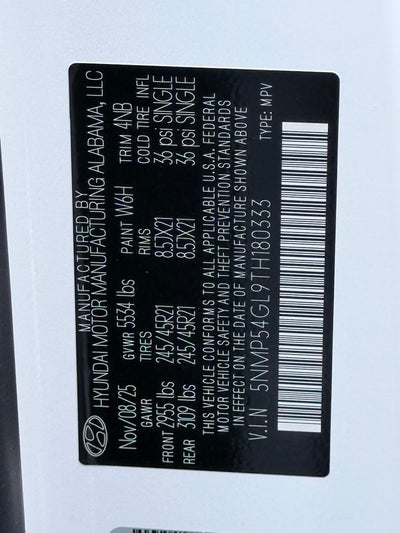 MANUFACTURED BY
HYUNDAI MOTOR MANUFACTURING ALABAMA, LLC
Nov/08/25 GVWR 5534 lbs PAINT W6H TRIM 4NB
GAWR TIRES RIMS COLD TIRE INFL
FRONT 2955 lbs 245/45R21 8.5JX21 36 psi SINGLE
REAR 3109 lbs 245/45R21 8.5JX21 36 psi SINGLE
THIS VEHICLE CONFORMS TO ALL APPLICABLE U.S.A. FEDERAL
MOTOR VEHICLE SAFETY AND THEFT PREVENTION STANDARDS
IN EFFECT ON THE DATE OF MANUFACTURE SHOWN ABOVE
V.I.N 5NMP54GL9TH180333 TYPE: MPV